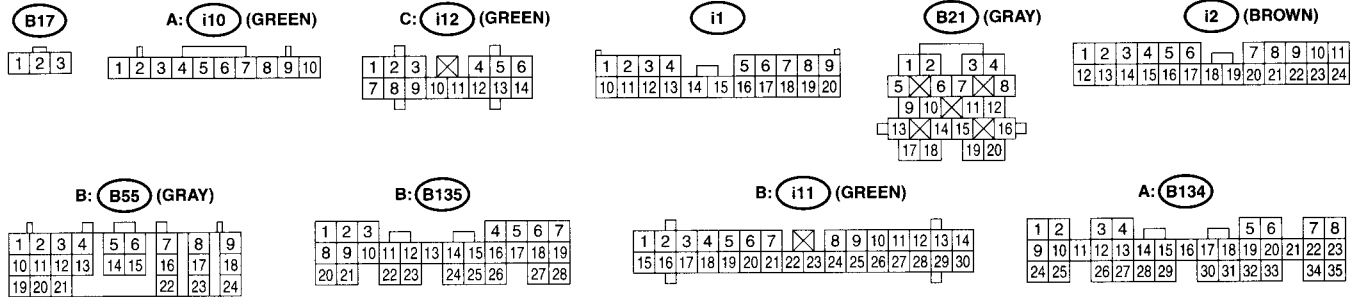 B17 A: i10 (GREEN) C: i12 (GREEN) i1 B21 (GRAY) i2 (BROWN)
1 2 3
1 2 3 4 5 6 7 8 9 10
1 2 3 4 5 6
7 8 9 10 11 12 13 14
1 2 3 4 5 6 7 8 9
10 11 12 13 14 15 16 17 18 19 20
1 2 3 4
5 6 7 8
9 10 11 12
13 14 15 16
17 18 19 20
1 2 3 4 5 6 7 8 9 10 11
12 13 14 15 16 17 18 19 20 21 22 23 24
B: B55 (GRAY) B: B135 B: i11 (GREEN) A: B134
1 2 3 4 5 6 7 8 9
10 11 12 13 14 15 16 17 18
19 20 21 22 23 24
1 2 3 4 5 6 7
8 9 10 11 12 13 14 15 16 17 18 19
20 21 22 23 24 25 26 27 28
1 2 3 4 5 6 7 8 9 10 11 12 13 14
15 16 17 18 19 20 21 22 23 24 25 26 27 28 29 30
1 2 3 4 5 6 7 8
9 10 11 12 13 14 15 16 17 18 19 20 21 22 23
24 25 26 27 28 29 30 31 32 33 34 35